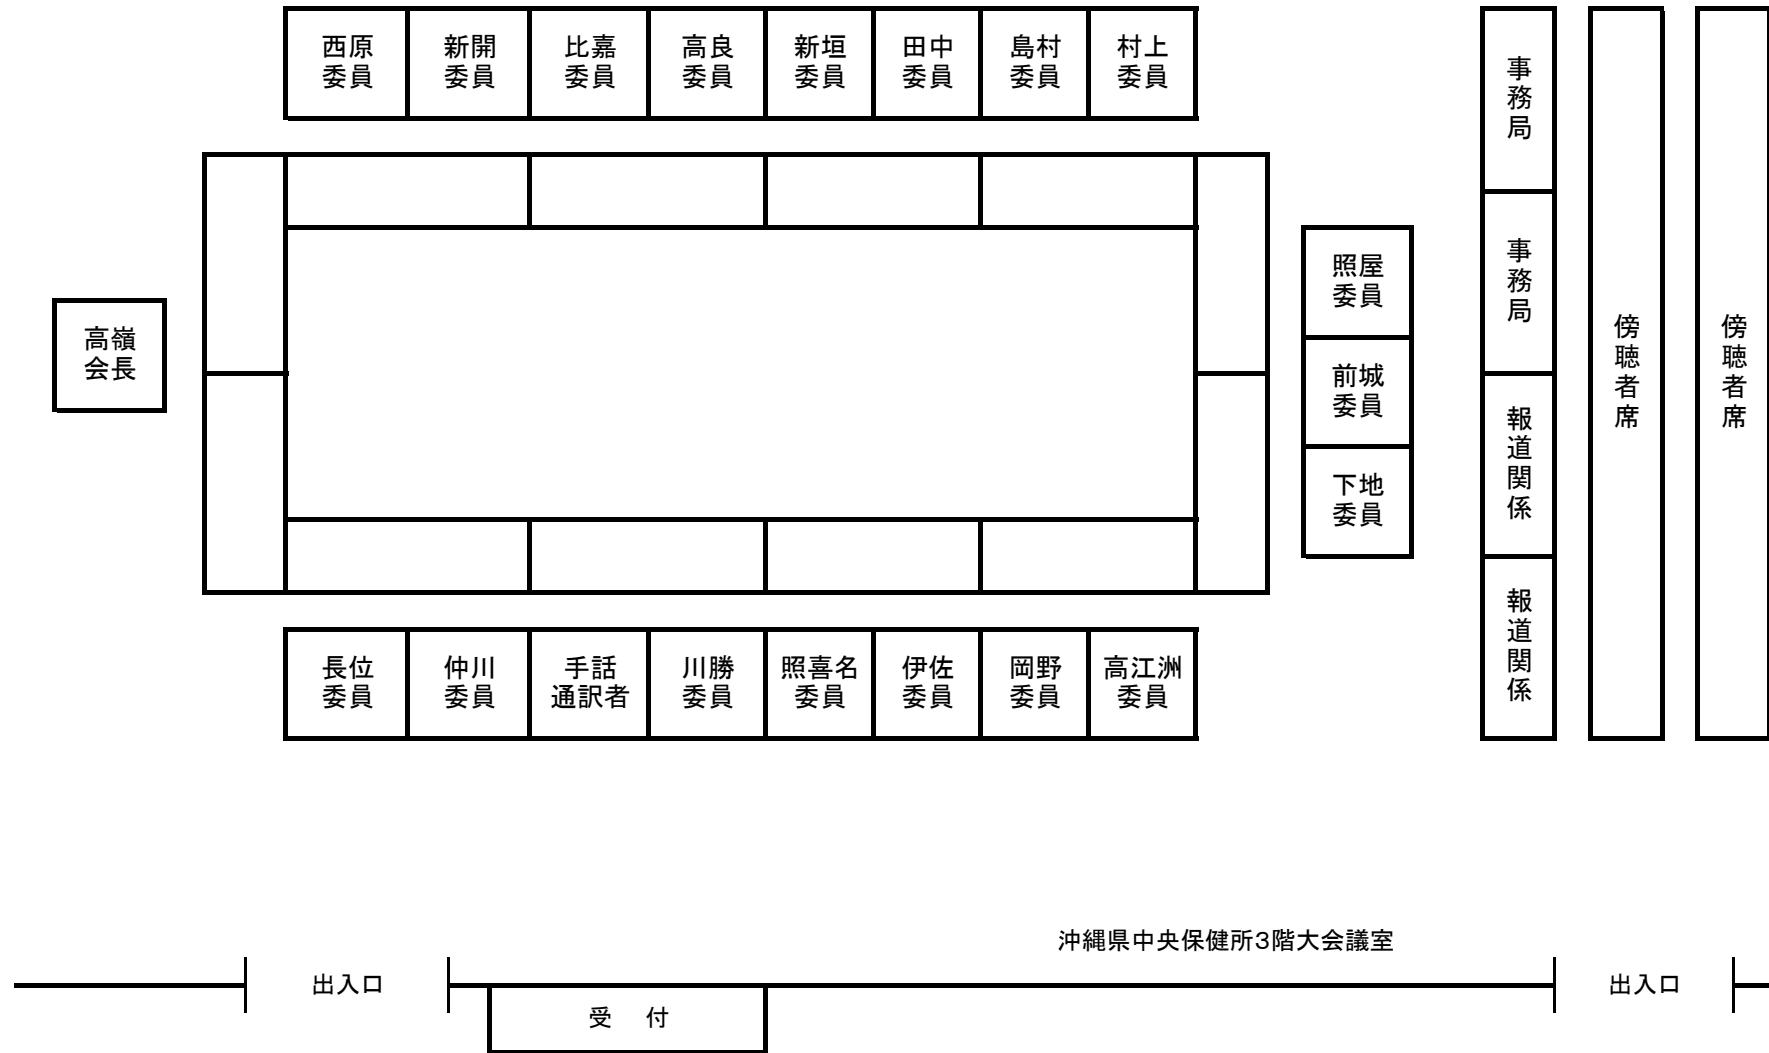 西原
委員
新開
委員
比嘉
委員
高良
委員
新垣
委員
田中
委員
島村
委員
村上
委員
事務局
事務局
報道関係
報道関係
傍聴者席
傍聴者席
高嶺
会長
照屋
委員
前城
委員
下地
委員
長位
委員
仲川
委員
手話
通訳者
川勝
委員
照喜名
委員
伊佐
委員
岡野
委員
高江洲
委員
沖縄県中央保健所3階大会議室
出入口
出入口
受 付